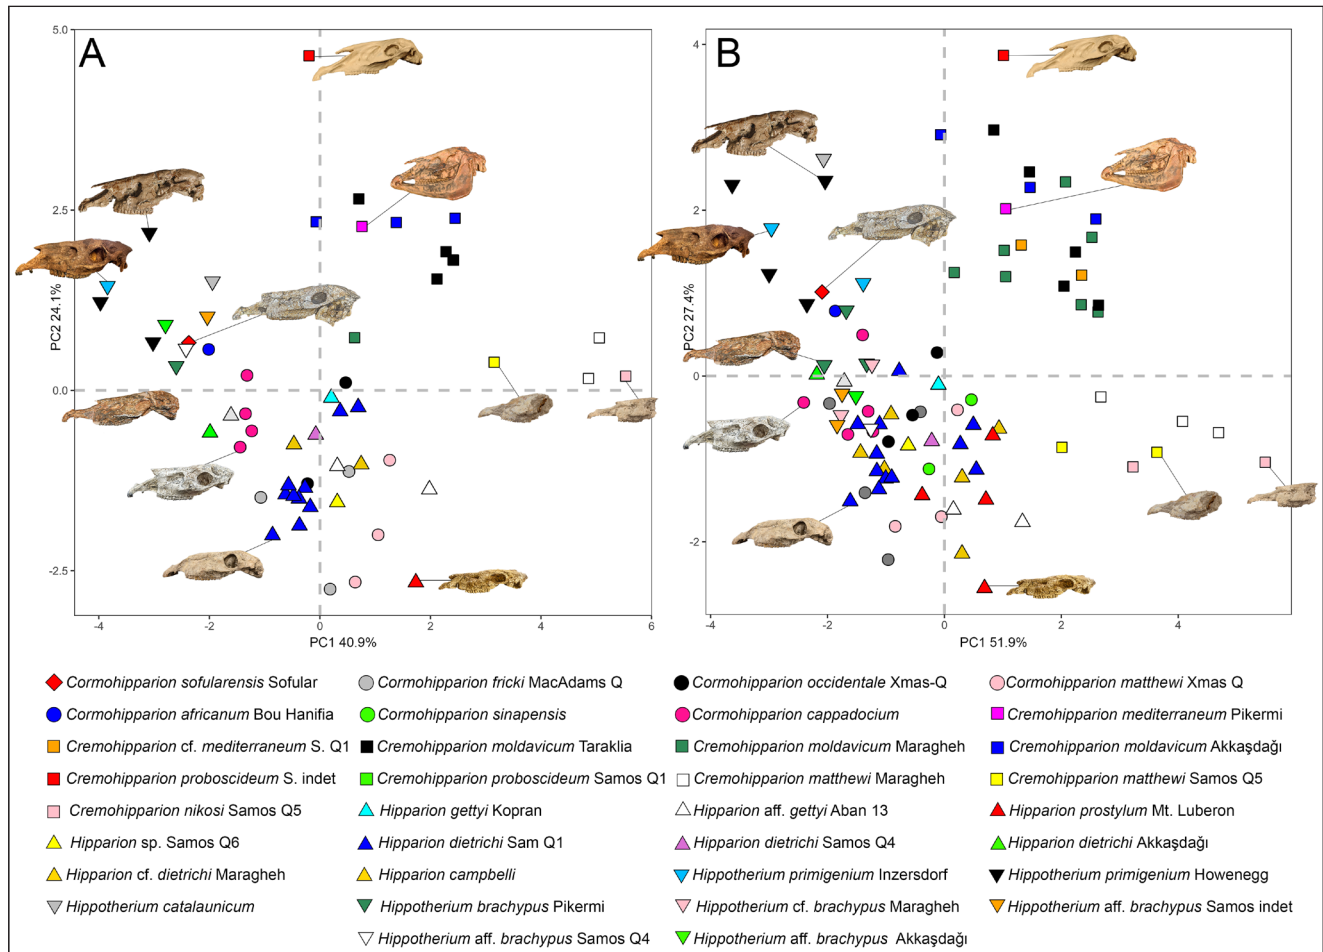 A
B
5.0
2.5
0.0
-2.5
PC2 24.1%
-4
-2
0
2
4
6
PC1 40.9%
4
2
0
-2
PC2 27.4%
-4
-2
0
2
4
PC1 51.9%
Cormohipparion sofularensis Sofular
Cormohipparion fricki MacAdams Q
Cormohipparion occidentale Xmas-Q
Cormohipparion matthewi Xmas Q
Cormohipparion africanum Bou Hanifia
Cormohipparion sinapensis
Cormohipparion cappadocium
Cremohipparion mediterraneum Pikermi
Cremohipparion cf. mediterraneum S. Q1
Cremohipparion moldavicum Taraklia
Cremohipparion moldavicum Maragheh
Cremohipparion moldavicum Akkaşdağı
Cremohipparion proboscideum S. indet
Cremohipparion proboscideum Samos Q1
Cremohipparion matthewi Maragheh
Cremohipparion matthewi Samos Q5
Cremohipparion nikosi Samos Q5
Hipparion gettyi Kopran
Hipparion aff. gettyi Aban 13
Hipparion prostylum Mt. Luberon
Hipparion sp. Samos Q6
Hipparion dietrichi Sam Q1
Hipparion dietrichi Samos Q4
Hipparion dietrichi Akkaşdağı
Hipparion cf. dietrichi Maragheh
Hipparion campbelli
Hippotherium primigenium Inzersdorf
Hippotherium primigenium Howenegg
Hippotherium catalaunicum
Hippotherium brachypus Pikermi
Hippotherium cf. brachypus Maragheh
Hippotherium aff. brachypus Samos indet
Hippotherium aff. brachypus Samos Q4
Hippotherium aff. brachypus Akkaşdağı